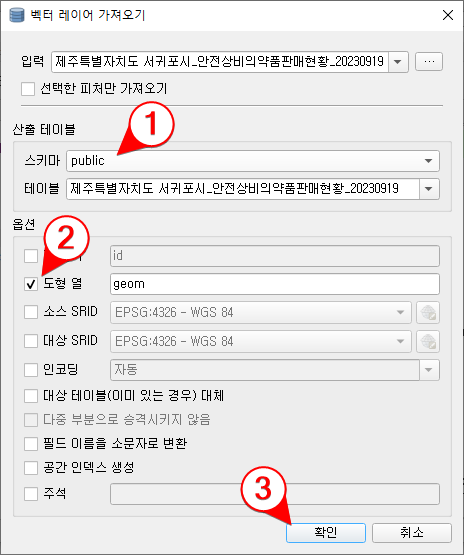 벡터 레이어 가져오기
입력 제주특별자치도 서귀포시_안전상비의약품판매현황_20230919 ...
선택한 피처만 가져오기
1
산출 테이블
스키마 public
테이블 제주특별자치도 서귀포시_안전상비의약품판매현황_20230919
옵션
2
id
도형 열 geom
소스 SRID EPSG:4326 - WGS 84
대상 SRID EPSG:4326 - WGS 84
인코딩 자동
대상 테이블(이미 있는 경우) 대체
다중 부분으로 승격시키지 않음
필드 이름을 소문자로 변환
공간 인덱스 생성
주석
3
확인 취소